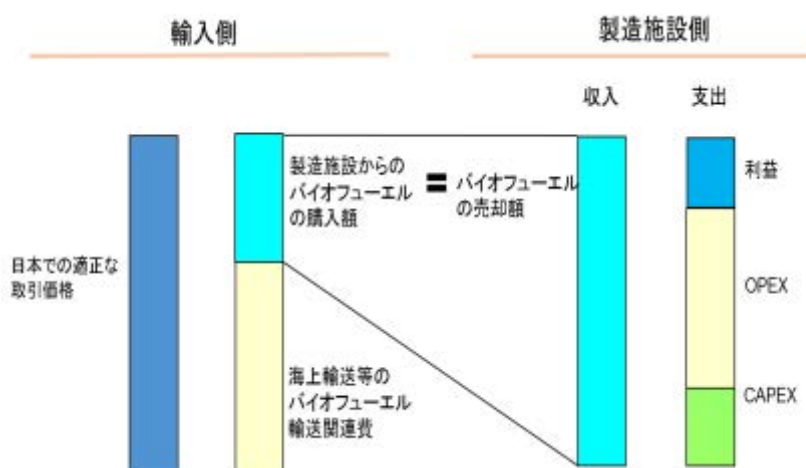 輸入側
製造施設側
収入
支出
製造施設からの
バイオフューエル
の購入額
=
バイオフューエル
の売却額
利益
日本での適正な
取引価格
OPEX
海上輸送等の
バイオフューエル
輸送関連費
CAPEX